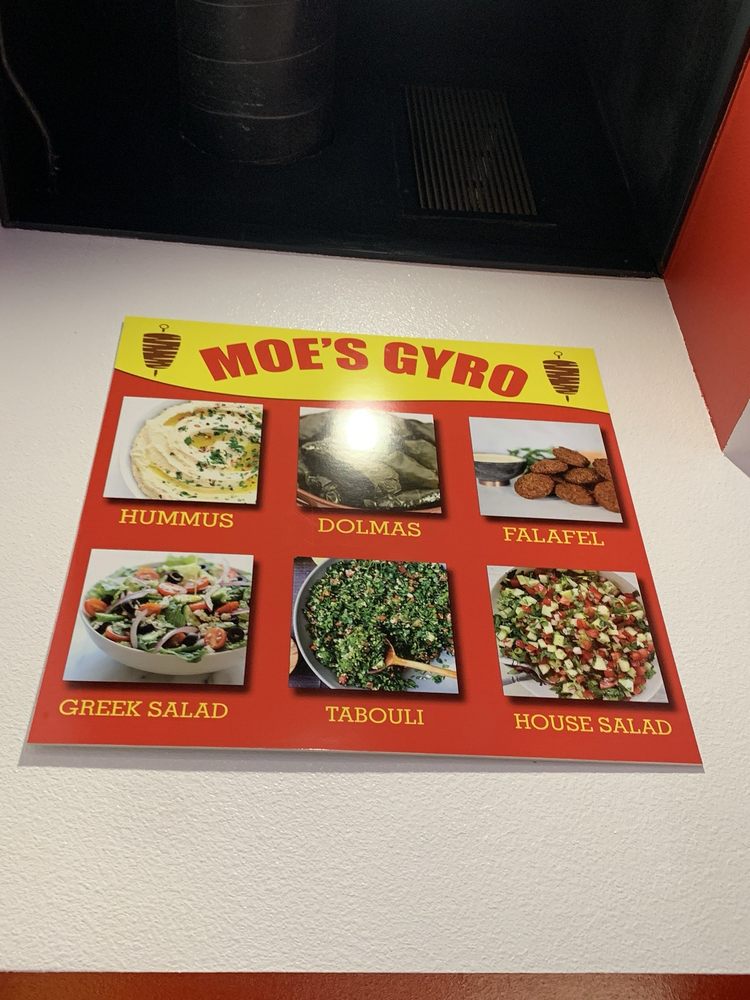 MOE'S GYRO
HUMMUS
DOLMAS
FALAFEL
GREEK SALAD
TABOULI
HOUSE SALAD